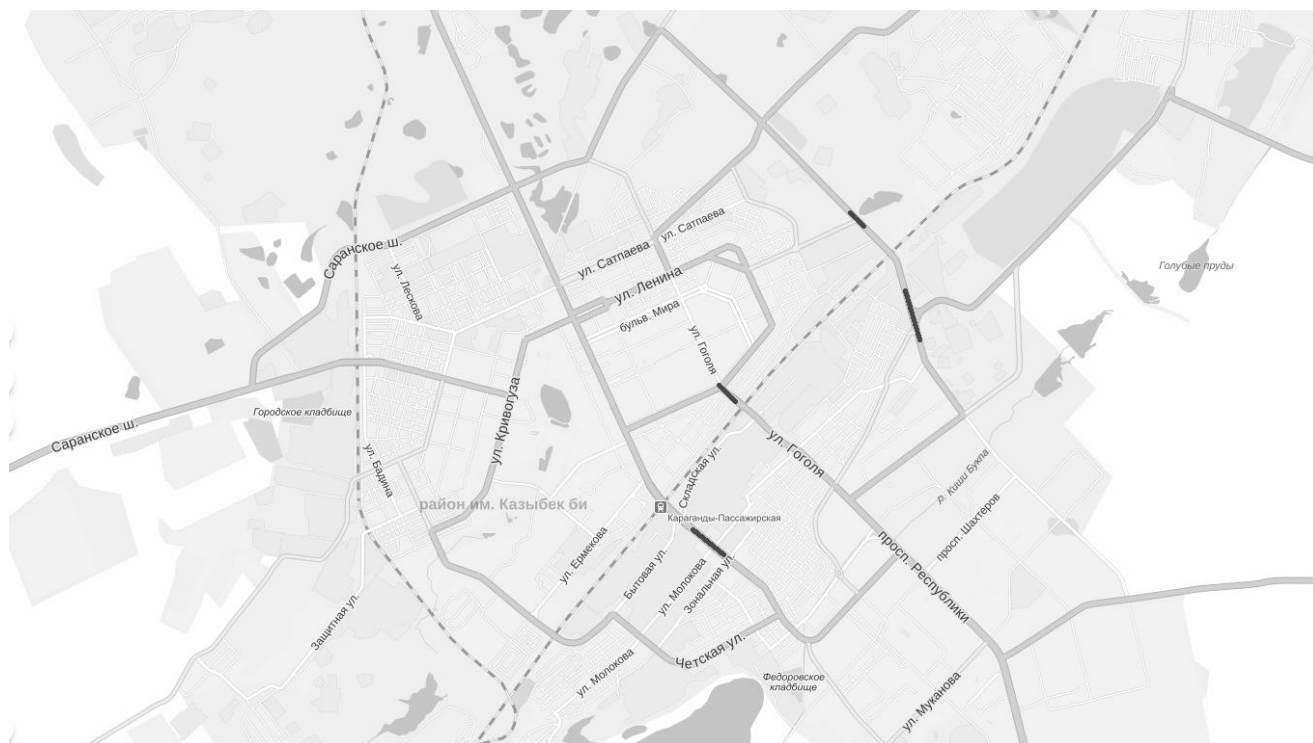 ул. Сатпаева
Саранское ш.
ул. Сатпаева
Голубые пруды
ул. Лескова
ул. Ленина
бульв. Мира
ул. Гоголя
Городское кладбище
ул. Кривогуза
Саранское ш.
ул. Гоголя
ул. Бадина
Складская ул.
р. Киши Букпа
район им. Казыбек би
Караганды-Пассажирская
просп. Шахтеров
ул. Ермекова
Бытовая ул.
ул. Молокова
Зональная ул.
просп. Республики
Защитная ул.
Четская ул.
ул. Молокова
Федоровское
кладбище
ул. Муканова